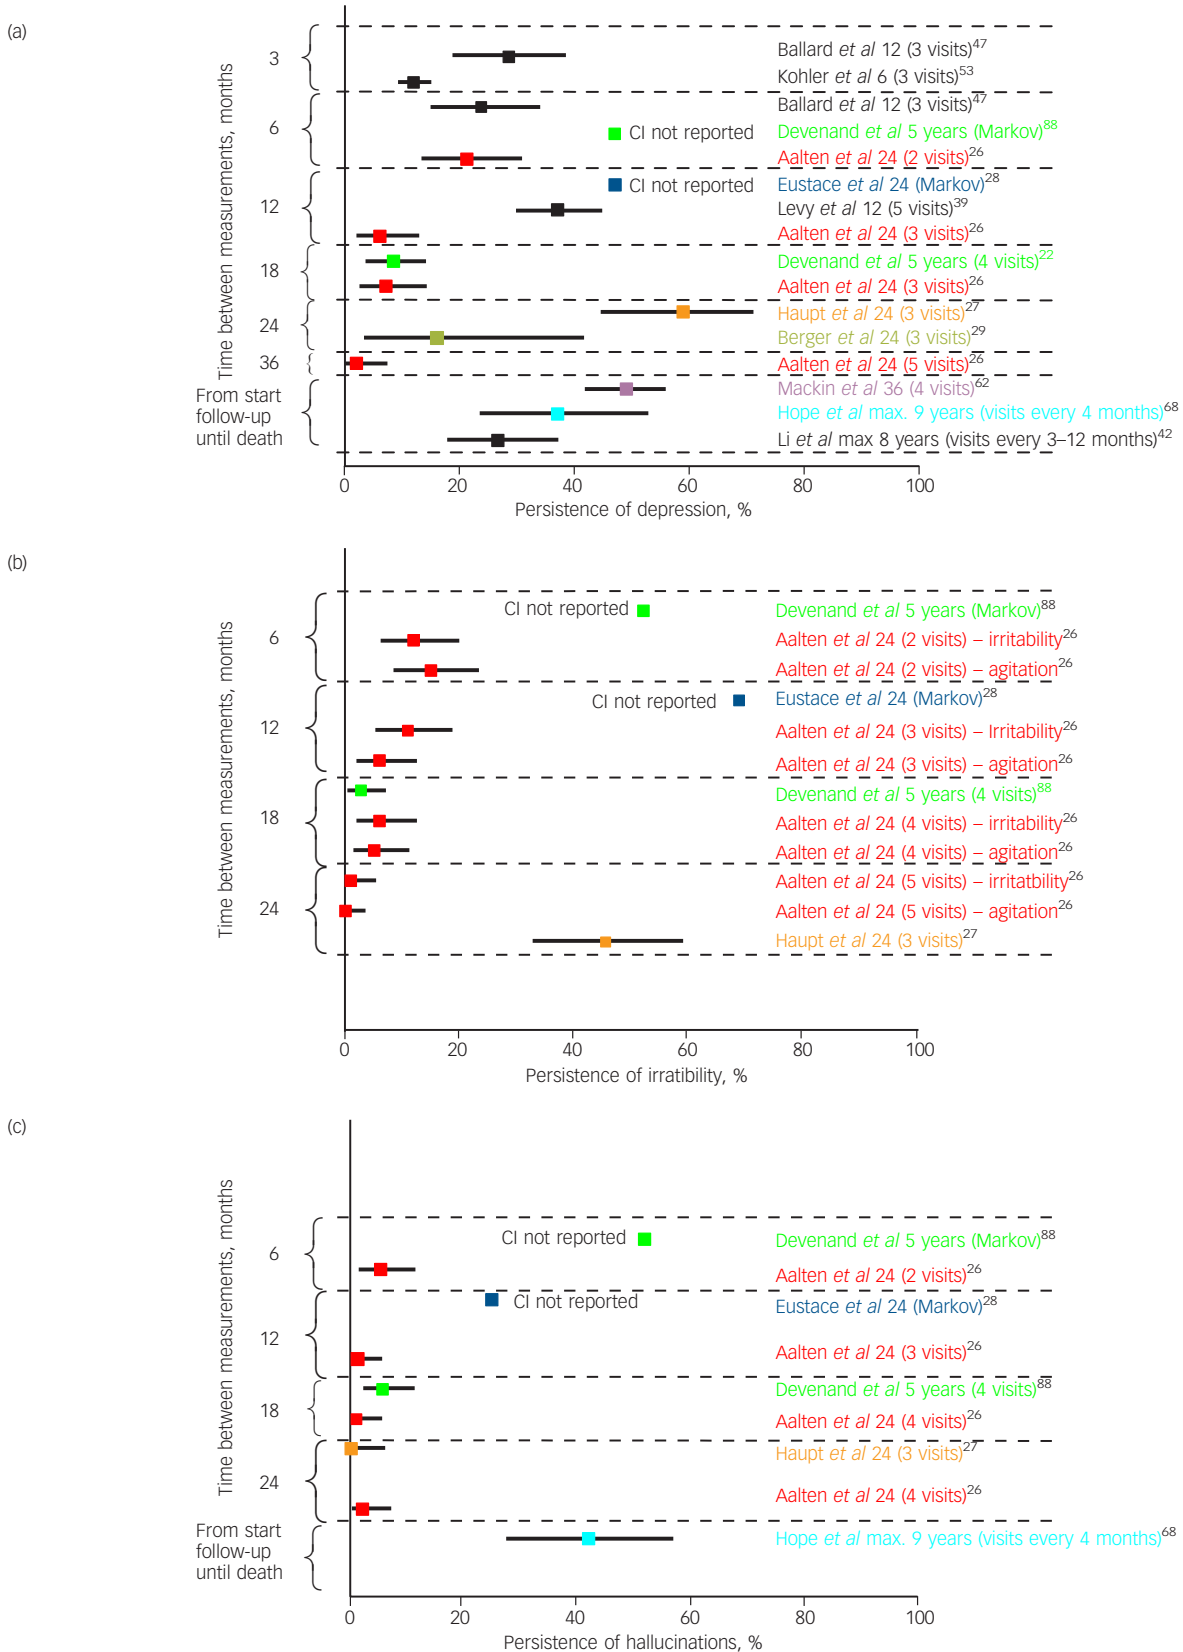 (a)
Time between measurements, months
3
Ballard et al 12 (3 visits)47
Kohler et al 6 (3 visits)53
6
Ballard et al 12 (3 visits)47
CI not reported
Devenand et al 5 years (Markov)88
Aalten et al 24 (2 visits)26
12
CI not reported
Eustace et al 24 (Markov)28
Levy et al 12 (5 visits)39
Aalten et al 24 (3 visits)26
18
Devenand et al 5 years (4 visits)22
Aalten et al 24 (3 visits)26
24
Haupt et al 24 (3 visits)27
Berger et al 24 (3 visits)29
36
Aalten et al 24 (5 visits)26
From start
follow-up
until death
Mackin et al 36 (4 visits)62
Hope et al max. 9 years (visits every 4 months)68
Li et al max 8 years (visits every 3–12 months)42
0 20 40 60 80 100
Persistence of depression, %
(b)
Time between measurements, months
6
CI not reported
Devenand et al 5 years (Markov)88
Aalten et al 24 (2 visits) – irritability26
Aalten et al 24 (2 visits) – agitation26
12
CI not reported
Eustace et al 24 (Markov)28
Aalten et al 24 (3 visits) – Irritability26
Aalten et al 24 (3 visits) – agitation26
18
Devenand et al 5 years (4 visits)88
Aalten et al 24 (4 visits) – irritability26
Aalten et al 24 (4 visits) – agitation26
24
Aalten et al 24 (5 visits) – irritatbility26
Aalten et al 24 (5 visits) – agitation26
Haupt et al 24 (3 visits)27
0 20 40 60 80 100
Persistence of irratibility, %
(c)
Time between measurements, months
6
CI not reported
Devenand et al 5 years (Markov)88
Aalten et al 24 (2 visits)26
12
CI not reported
Eustace et al 24 (Markov)28
Aalten et al 24 (3 visits)26
18
Devenand et al 5 years (4 visits)88
Aalten et al 24 (4 visits)26
24
Haupt et al 24 (3 visits)27
Aalten et al 24 (4 visits)26
From start
follow-up
until death
Hope et al max. 9 years (visits every 4 months)68
0 20 40 60 80 100
Persistence of hallucinations, %